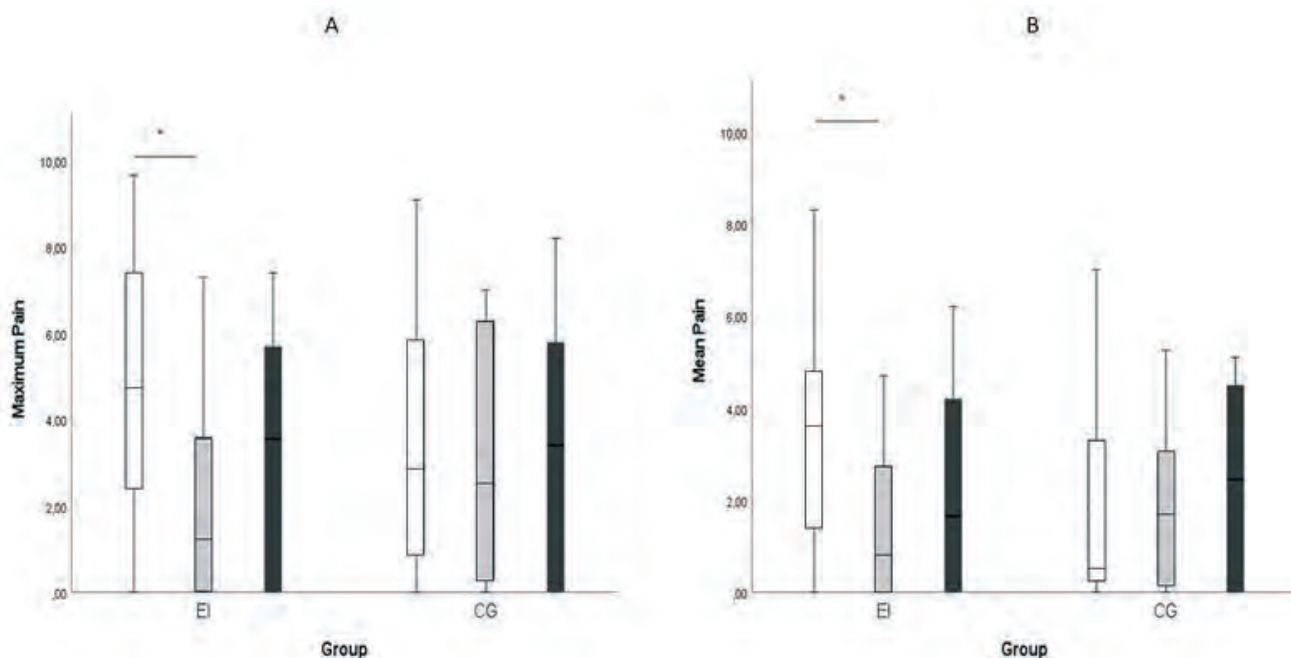 A
B
*
*
10,00
8,00
6,00
4,00
2,00
,00
Maximum Pain
EI
CG
Group
10,00
8,00
6,00
4,00
2,00
,00
Mean Pain
EI
CG
Group